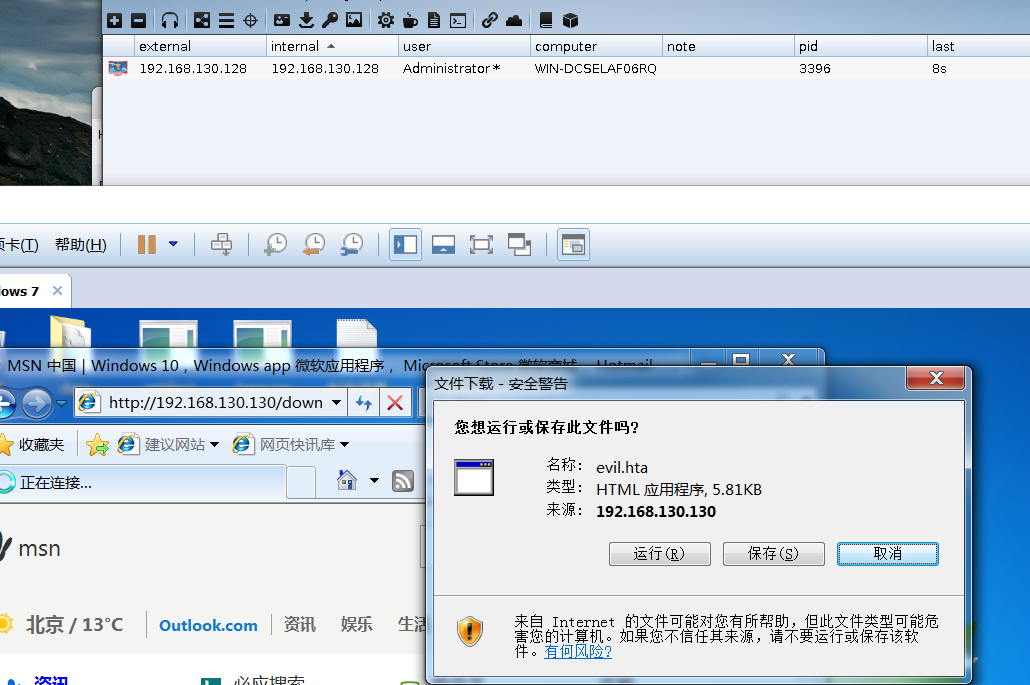 external internal user computer note pid last
192.168.130.128 192.168.130.128 Administrator* WIN-DCSELAF06RQ 3396 8s
卡(T) 帮助(H)
ows 7
MSN 中国 | Windows 10，Windows app 微软应用程序， Microsoft Store 微软商城 Hotmail
文件下载 - 安全警告
http://192.168.130.130/down
您想运行或保存此文件吗?
收藏夹 建议网站 网页快讯库
名称: evil.hta
正在连接...
类型: HTML 应用程序, 5.81KB
来源: 192.168.130.130
msn
运行(R) 保存(S) 取消
北京 / 13°C Outlook.com 资讯 娱乐 生活
来自 Internet 的文件可能对您有所帮助，但此文件类型可能危
害您的计算机。如果您不信任其来源，请不要运行或保存该软
件。有何风险?
资讯 必应搜索